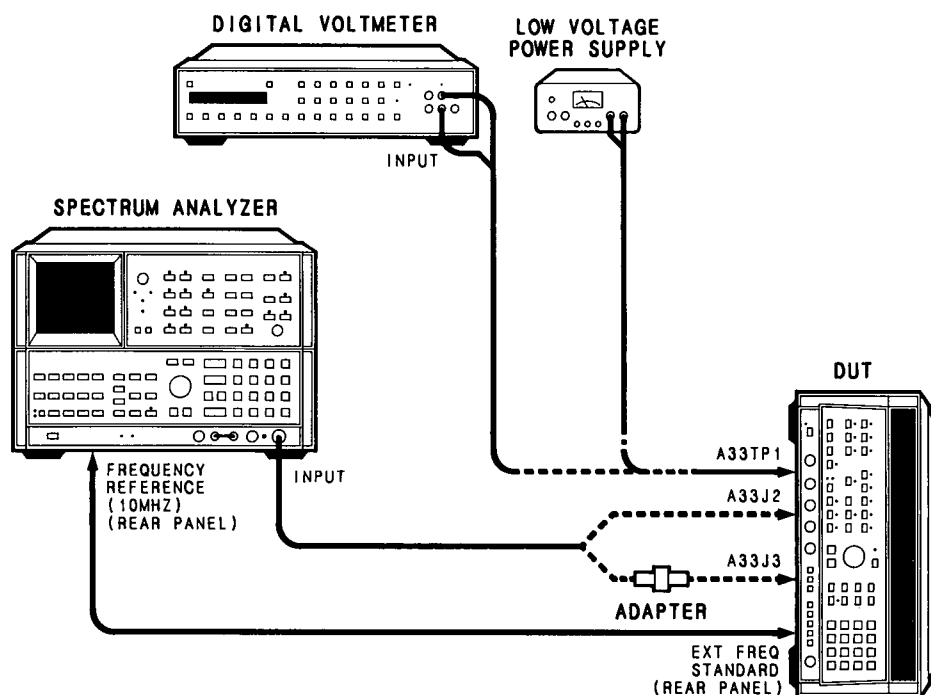 DIGITAL VOLTMETER
LOW VOLTAGE
POWER SUPPLY
INPUT
SPECTRUM ANALYZER
DUT
A33TP1
FREQUENCY
REFERENCE
(10MHZ)
(REAR PANEL)
INPUT
A33J2
A33J3
ADAPTER
EXT FREQ
STANDARD
(REAR PANEL)